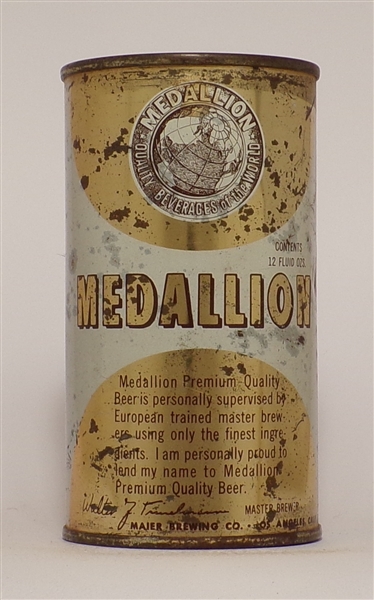 MEDALLION
QUALITY BEVERAGES of the WORLD
CONTENTS
12 FLUID OZS.
MEDALLION
Medallion Premium Quality
Beer is personally supervised by
European trained master brew-
ers using only the finest ingre-
dients. I am personally proud to
lend my name to Medallion
Premium Quality Beer.
Walter J.
MASTER BREWER
MAIER BREWING CO. · LOS ANGELES, CALIF